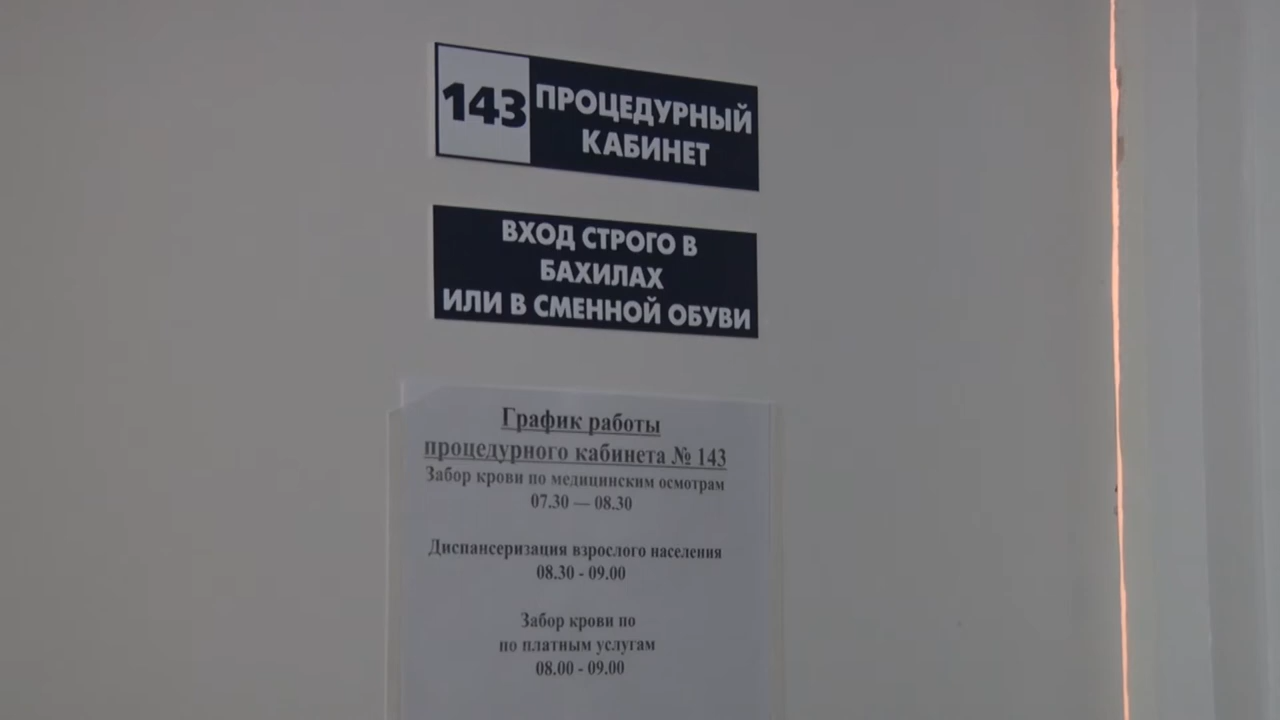 143 ПРОЦЕДУРНЫЙ
КАБИНЕТ
ВХОД СТРОГО В
БАХИЛАХ
ИЛИ В СМЕННОЙ ОБУВИ
График работы
процедурного кабинета № 143
Забор крови по медицинским осмотрам
07.30 — 08.30
Диспансеризация взрослого населения
08.30 - 09.00
Забор крови по
по платным услугам
08.00 - 09.00